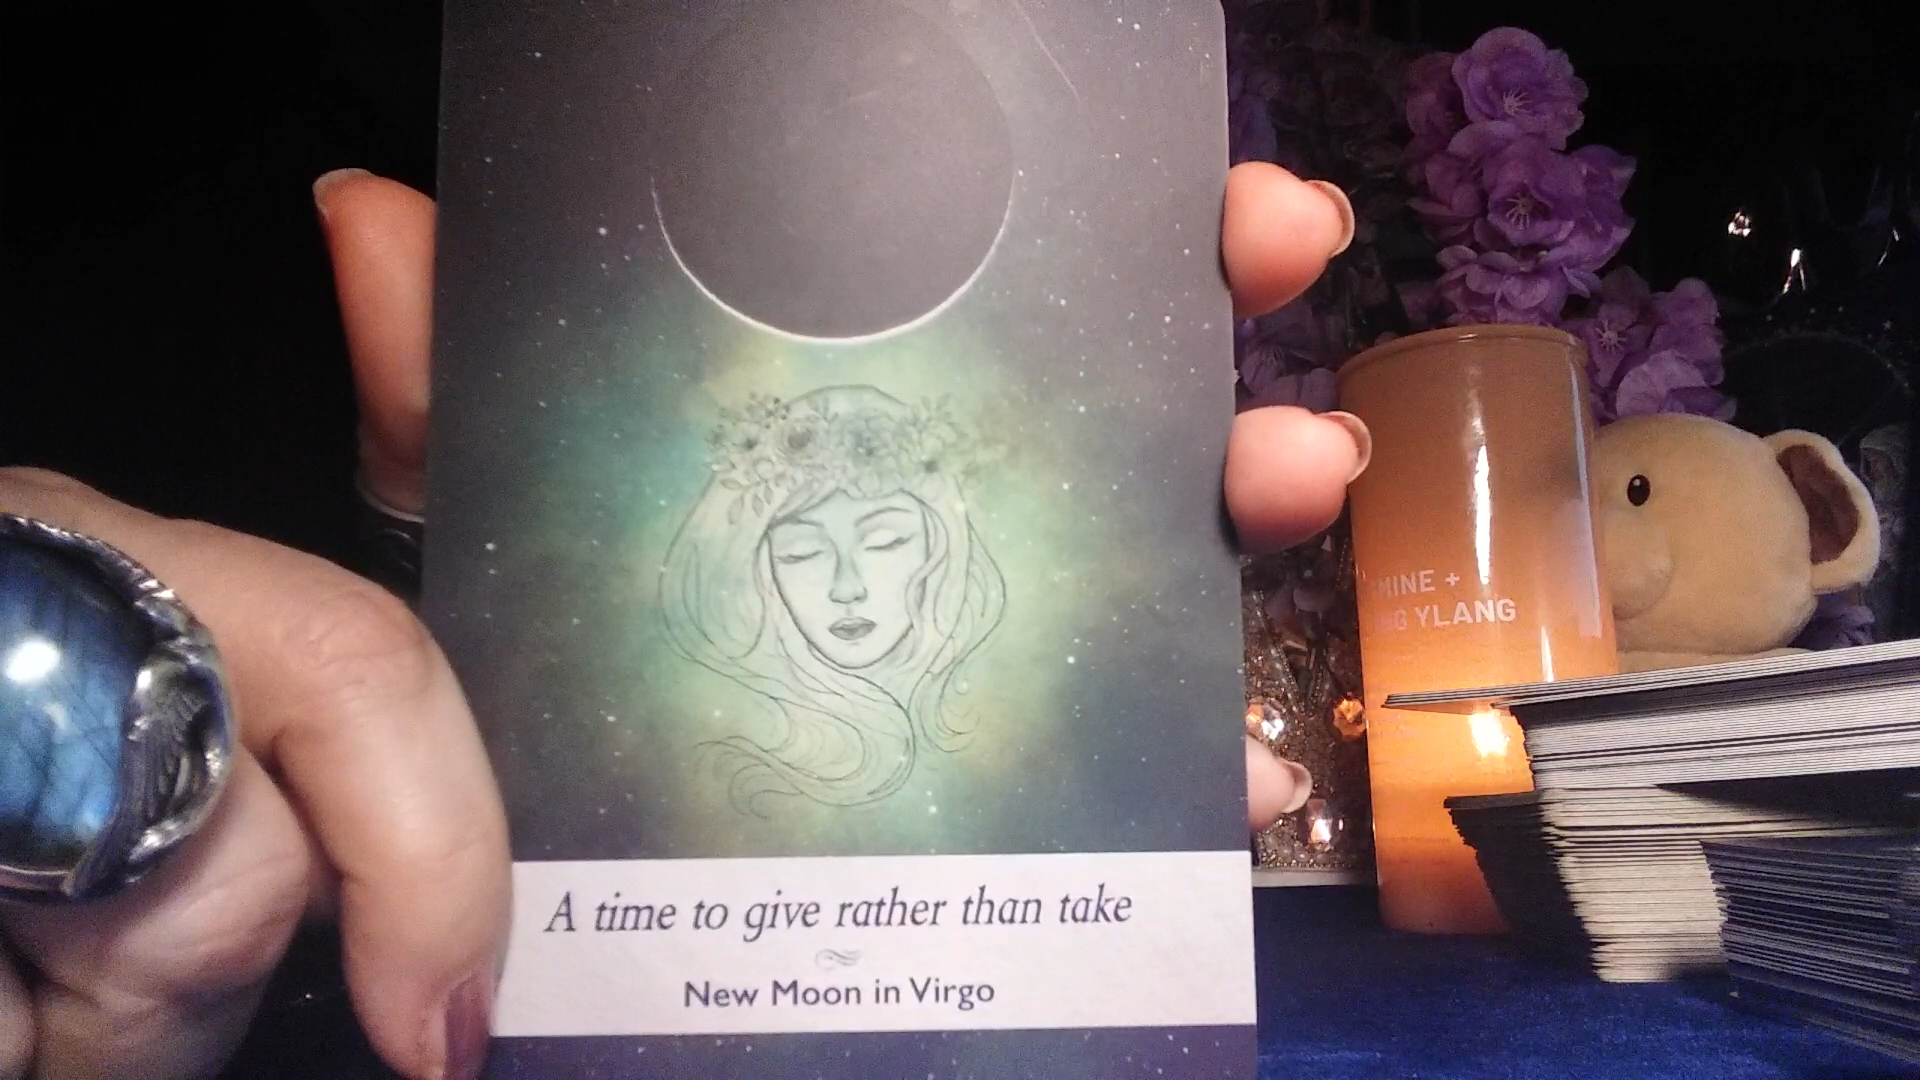 A time to give rather than take
New Moon in Virgo
MINE +
YLANG